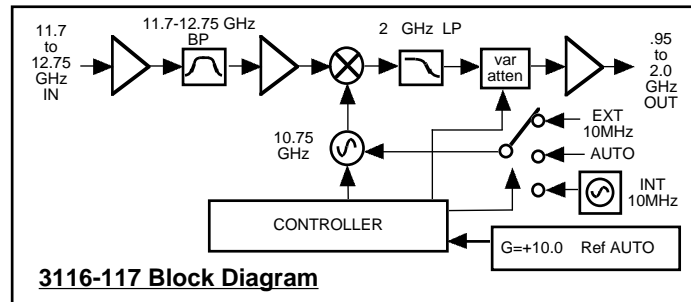 11.7
to
12.75
GHz
IN
11.7-12.75 GHz
BP
2 GHz LP
var
atten
.95
to
2.0
GHz
OUT
10.75
GHz
EXT
10MHz
AUTO
INT
10MHz
CONTROLLER
G=+10.0 Ref AUTO
3116-117 Block Diagram